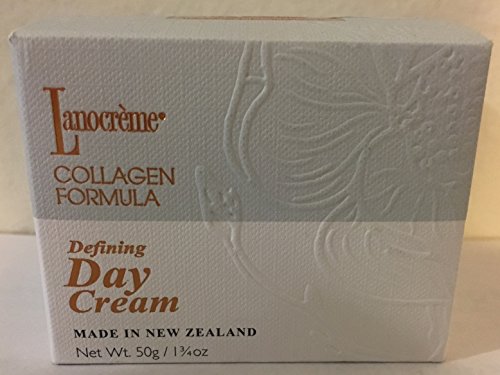 Lanocrème®
COLLAGEN
FORMULA
Defining
Day
Cream
MADE IN NEW ZEALAND
Net Wt. 50g / 1¾oz